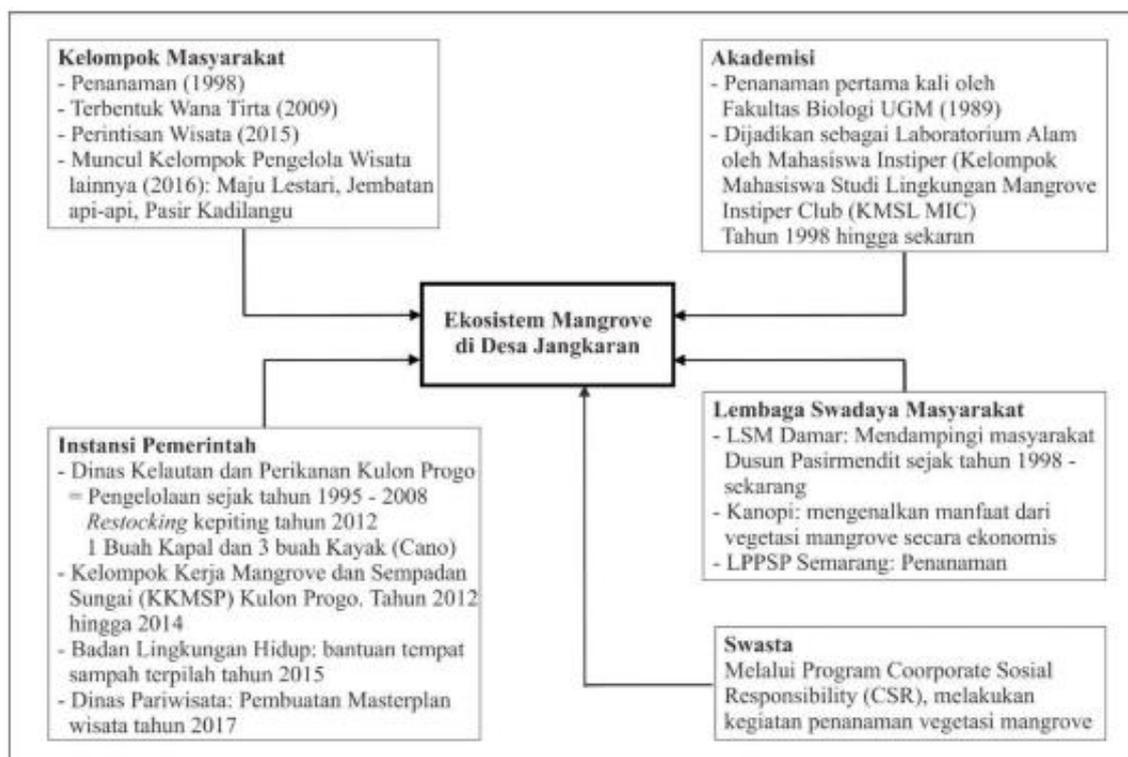 Kelompok Masyarakat
- Penanaman (1998)
- Terbentuk Wana Tirta (2009)
- Perintisan Wisata (2015)
- Muncul Kelompok Pengelola Wisata
lainnya (2016): Maju Lestari, Jembatan
api-api, Pasir Kadilangu
Akademisi
- Penanaman pertama kali oleh
Fakultas Biologi UGM (1989)
- Dijadikan sebagai Laboratorium Alam
oleh Mahasiswa Instiper (Kelompok
Mahasiswa Studi Lingkungan Mangrove
Instiper Club (KMSL MIC)
Tahun 1998 hingga sekaran
Ekosistem Mangrove
di Desa Jangkaran
Instansi Pemerintah
- Dinas Kelautan dan Perikanan Kulon Progo
= Pengelolaan sejak tahun 1995 - 2008
Restocking kepiting tahun 2012
1 Buah Kapal dan 3 buah Kayak (Cano)
- Kelompok Kerja Mangrove dan Sempadan
Sungai (KKMSP) Kulon Progo. Tahun 2012
hingga 2014
- Badan Lingkungan Hidup: bantuan tempat
sampah terpilah tahun 2015
- Dinas Pariwisata: Pembuatan Masterplan
wisata tahun 2017
Lembaga Swadaya Masyarakat
- LSM Damar: Mendampingi masyarakat
Dusun Pasirmendit sejak tahun 1998 -
sekarang
- Kanopi: mengenalkan manfaat dari
vegetasi mangrove secara ekonomis
- LPPSP Semarang: Penanaman
Swasta
Melalui Program Coorporate Sosial
Responsibility (CSR), melakukan
kegiatan penanaman vegetasi mangrove